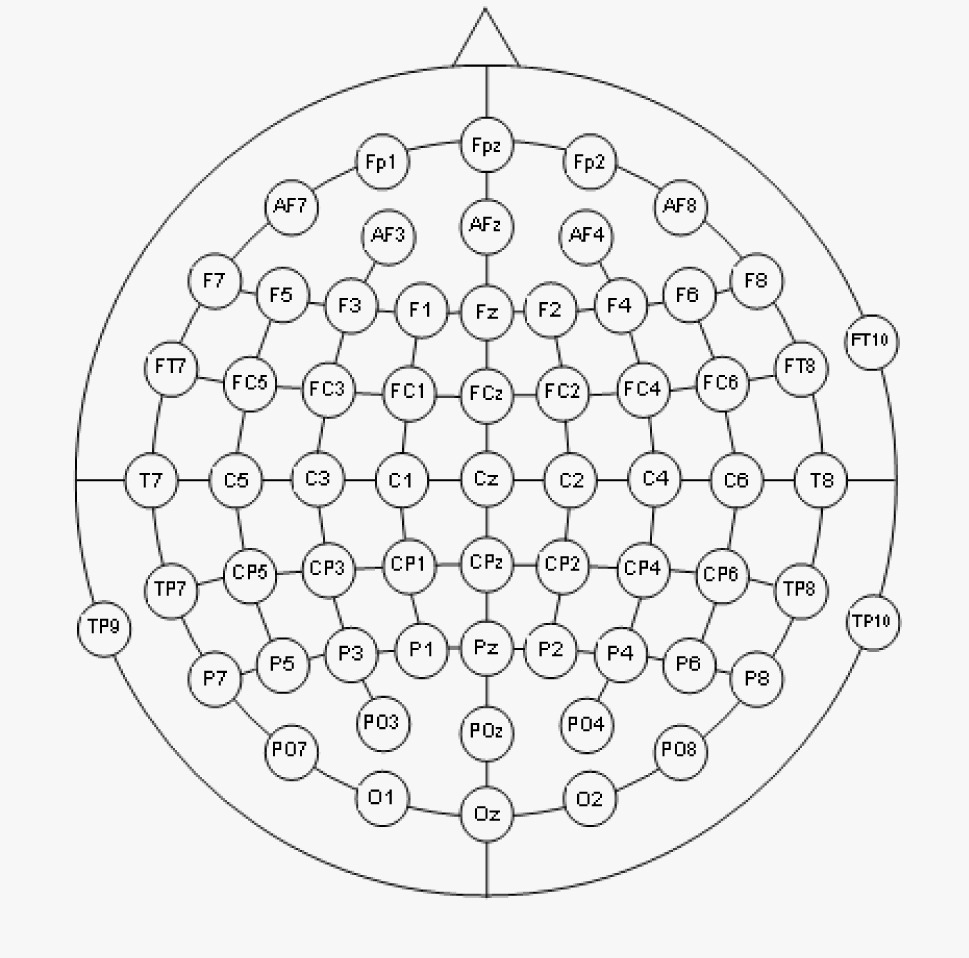 Fpz
Fp1 Fp2
AF7 AF8
AF3 AFz AF4
F7 F5 F3 F1 Fz F2 F4 F6 F8
FT10
FT7 FC5 FC3 FC1 FCz FC2 FC4 FC6 FT8
T7 C5 C3 C1 Cz C2 C4 C6 T8
TP7 CP5 CP3 CP1 CPz CP2 CP4 CP6 TP8
TP9 TP10
P7 P5 P3 P1 Pz P2 P4 P6 P8
PO3 POz PO4
PO7 PO8
O1 Oz O2